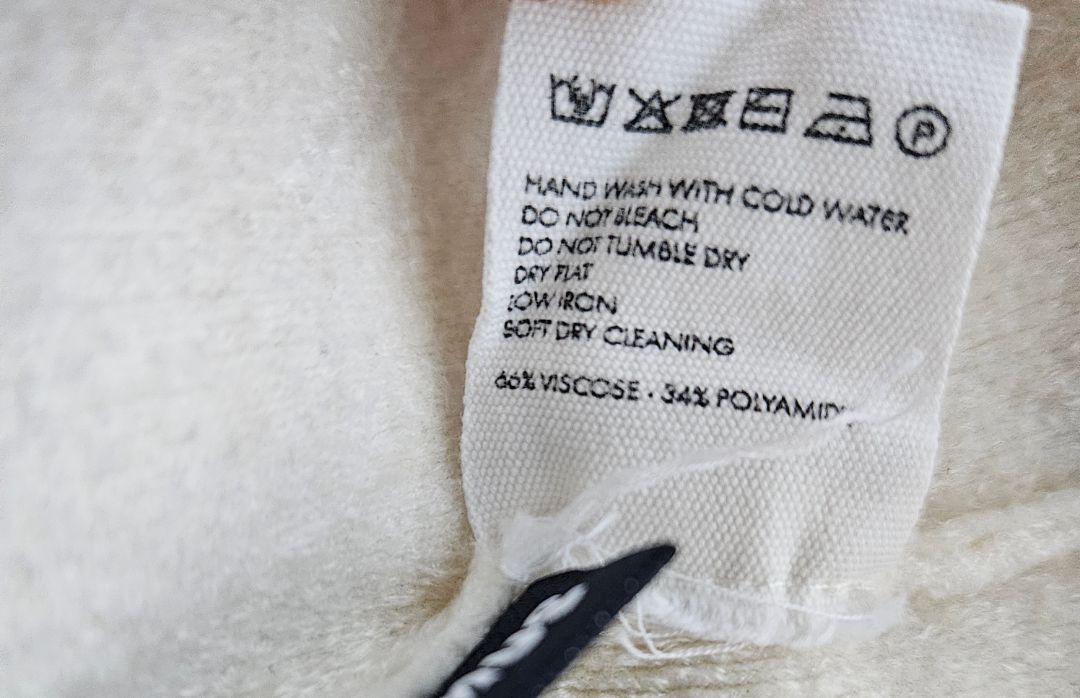 P
HAND WASH WITH COLD WATER
DO NOT BLEACH
DO NOT TUMBLE DRY
DRY FLAT
LOW IRON
SOFT DRY CLEANING
66% VISCOSE · 34% POLYAMIDE